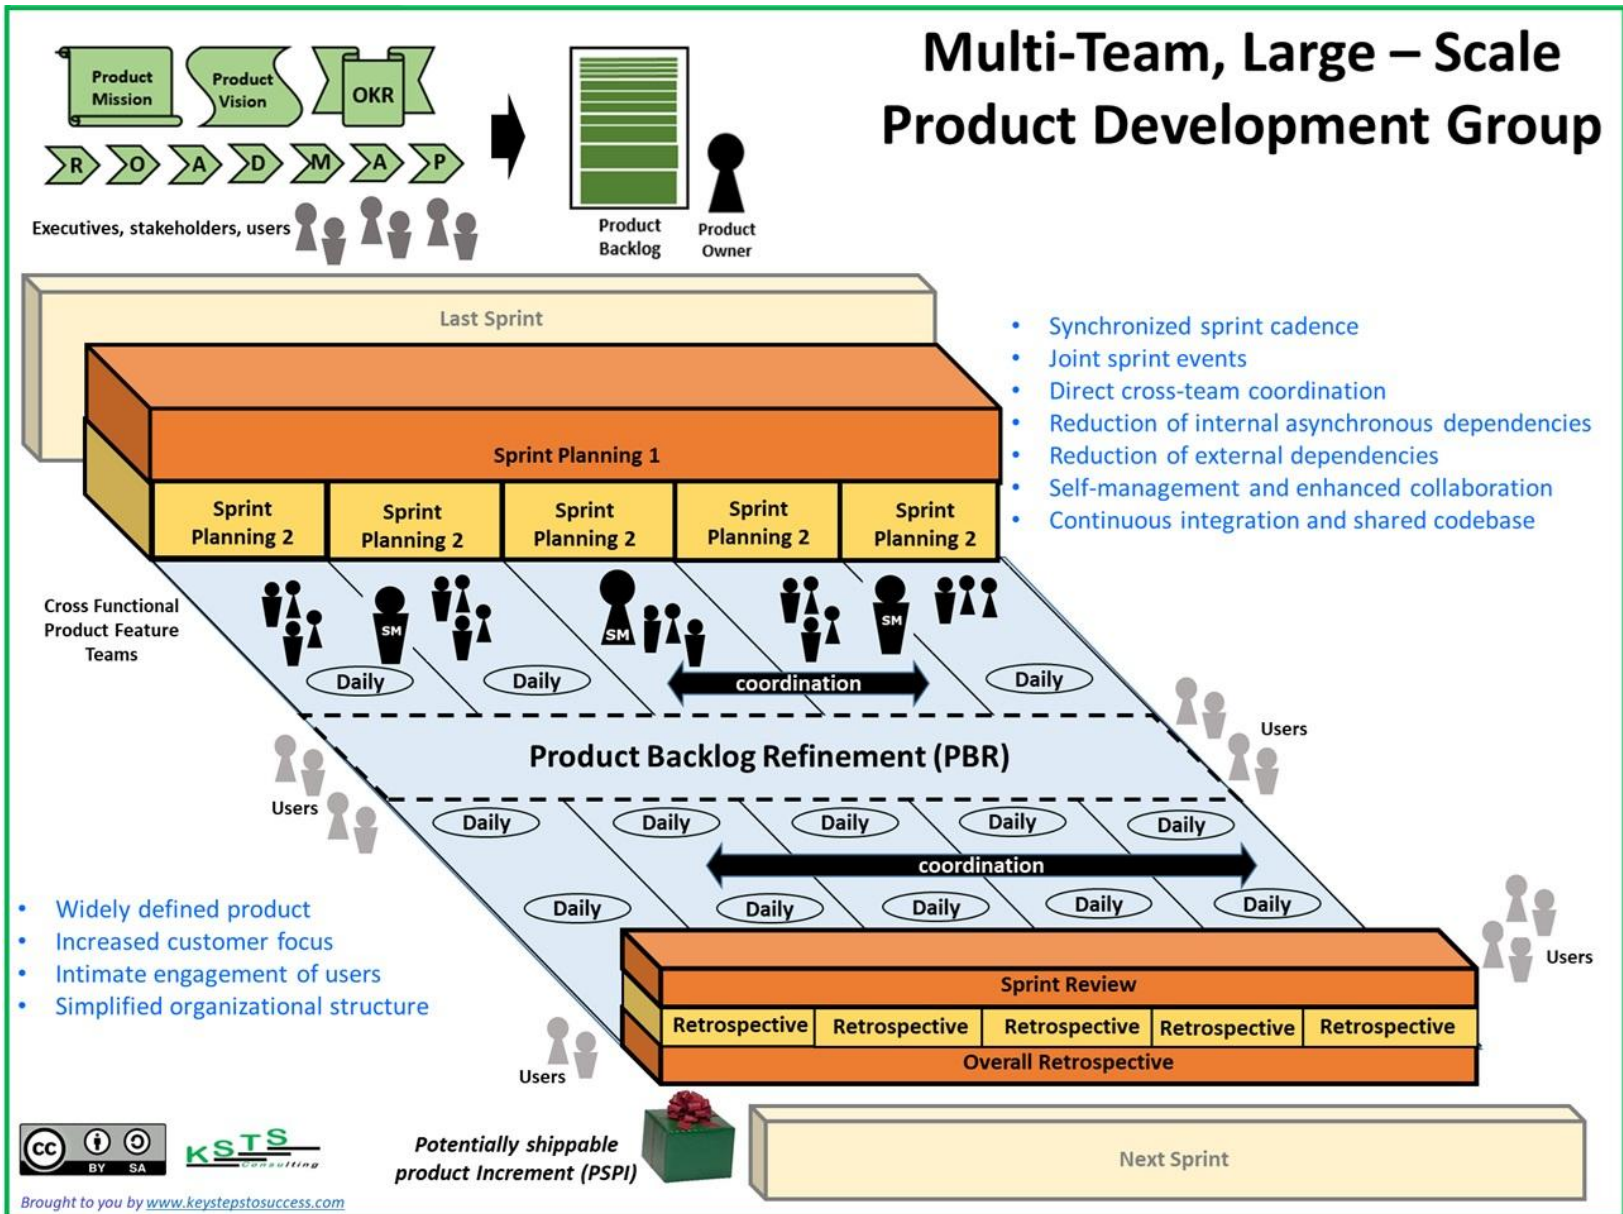 Multi-Team, Large – Scale
Product Development Group
Product
Mission
Product
Vision
OKR
R O A D M A P
Executives, stakeholders, users
Product
Backlog
Product
Owner
Last Sprint
Sprint Planning 1
Sprint
Planning 2
Sprint
Planning 2
Sprint
Planning 2
Sprint
Planning 2
Sprint
Planning 2
• Synchronized sprint cadence
• Joint sprint events
• Direct cross-team coordination
• Reduction of internal asynchronous dependencies
• Reduction of external dependencies
• Self-management and enhanced collaboration
• Continuous integration and shared codebase
Cross Functional
Product Feature
Teams
SM
SM
SM
Daily
Daily
coordination
Daily
Users
Product Backlog Refinement (PBR)
Users
Daily
Daily
Daily
Daily
Daily
coordination
Daily
Daily
Daily
Daily
Daily
• Widely defined product
• Increased customer focus
• Intimate engagement of users
• Simplified organizational structure
Users
Sprint Review
Retrospective
Retrospective
Retrospective
Retrospective
Retrospective
Overall Retrospective
Users
Potentially shippable
product Increment (PSPI)
Next Sprint
cc
BY SA
KSTS
Consulting
Brought to you by www.keystepstosuccess.com